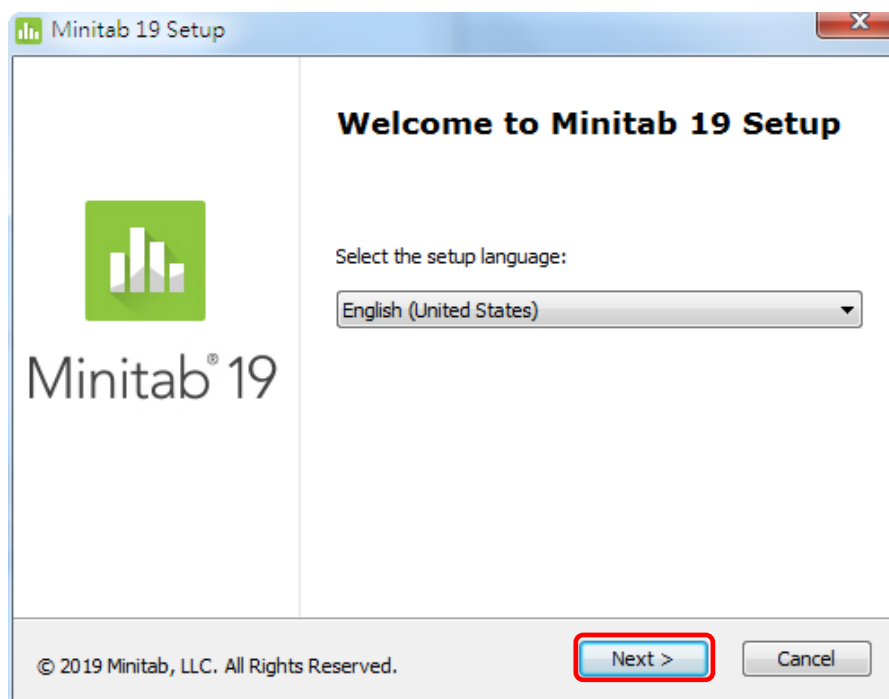 Minitab 19 Setup
Welcome to Minitab 19 Setup
Select the setup language:
English (United States)
Minitab® 19
© 2019 Minitab, LLC. All Rights Reserved.
Next >
Cancel